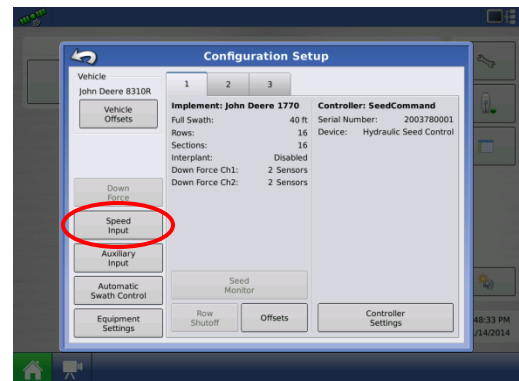 Configuration Setup
Vehicle
John Deere 8310R
Vehicle
Offsets
Down
Force
Speed
Input
Auxiliary
Input
Automatic
Swath Control
Equipment
Settings
1 2 3
Implement: John Deere 1770
Full Swath: 40 ft
Rows: 16
Sections: 16
Interplant: Disabled
Down Force Ch1: 2 Sensors
Down Force Ch2: 2 Sensors
Seed
Monitor
Row
Shutoff
Offsets
Controller: SeedCommand
Serial Number: 2003780001
Device: Hydraulic Seed Control
Controller
Settings
48:33 PM
/14/2014